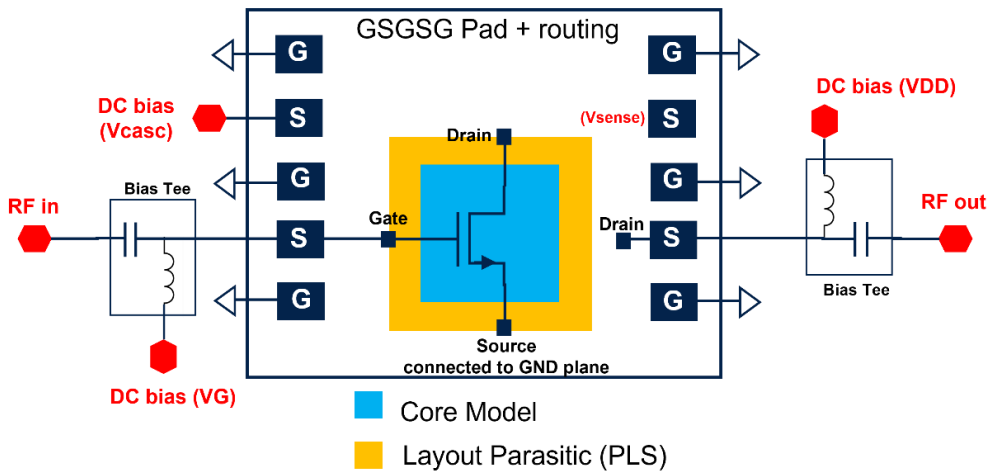 GSGSG Pad + routing
G
G
DC bias
(Vcasc)
S
(Vsense)
S
DC bias (VDD)
Drain
G
G
Bias Tee
RF in
Gate
S
Drain
S
RF out
G
G
Bias Tee
Source
connected to GND plane
DC bias (VG)
Core Model
Layout Parasitic (PLS)